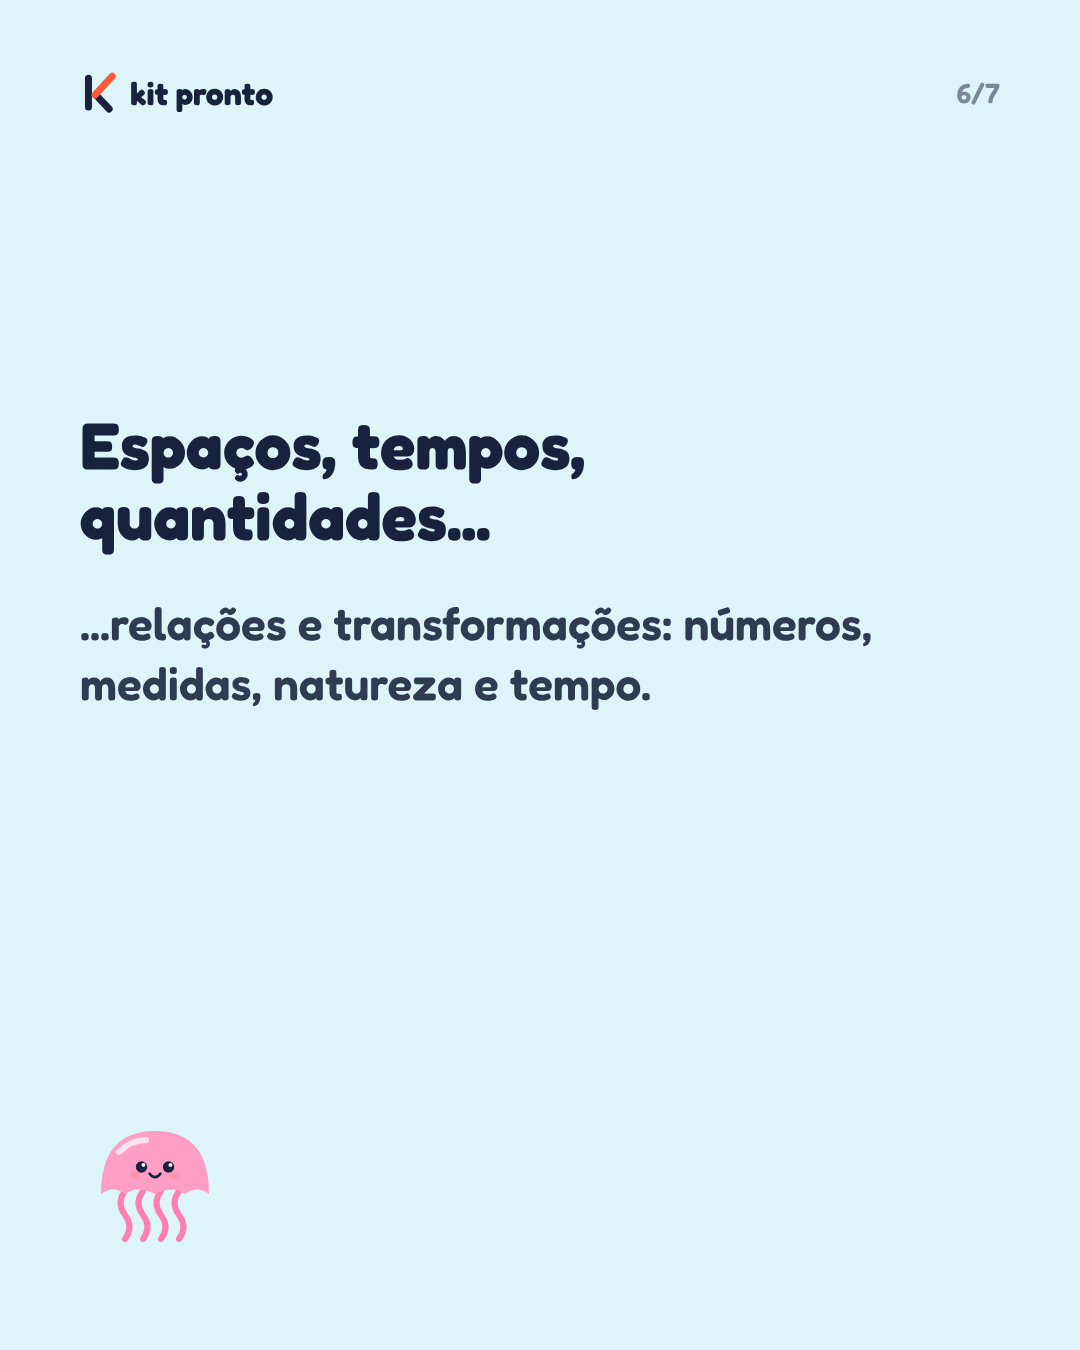 kit pronto
6/7
Espaços, tempos,
quantidades...
...relações e transformações: números,
medidas, natureza e tempo.